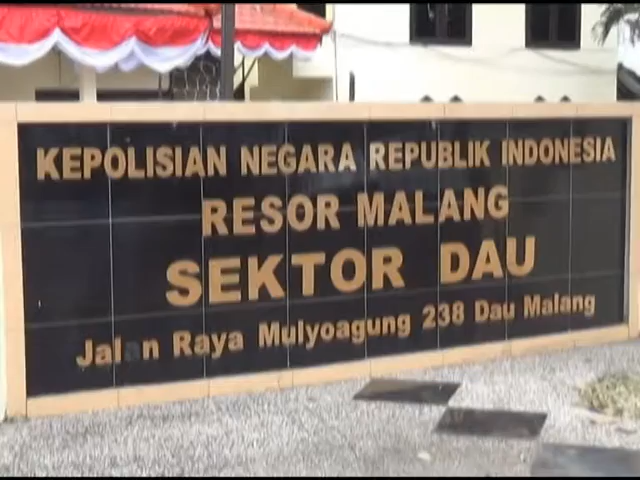 KEPOLISIAN NEGARA REPUBLIK INDONESIA
RESOR MALANG
SEKTOR DAU
Jalan Raya Mulyoagung 238 Dau Malang